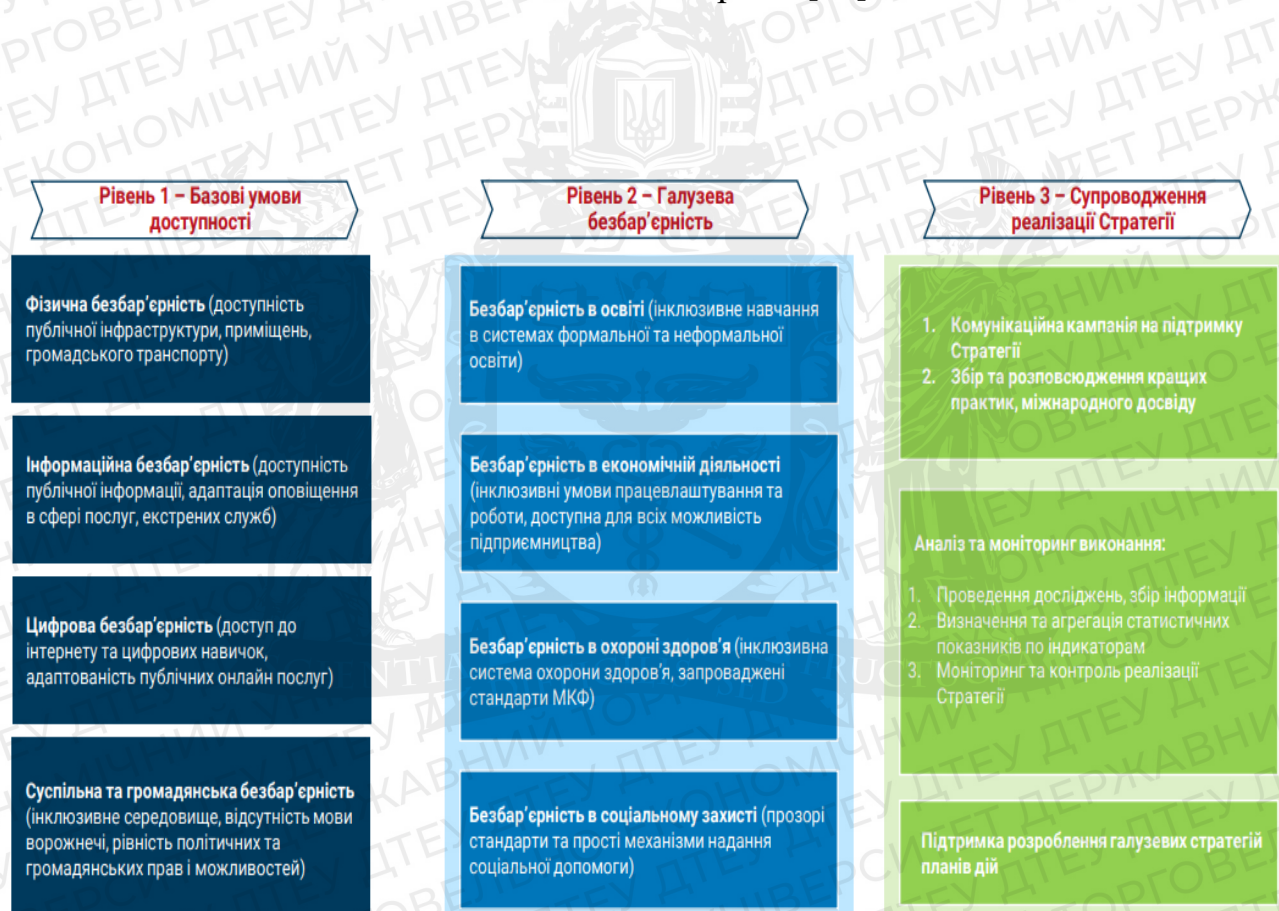 Рівень 1 – Базові умови
доступності
Фізична безбар'єрність (доступність
публічної інфраструктури, приміщень,
громадського транспорту)
Інформаційна безбар'єрність (доступність
публічної інформації, адаптація оповіщення
в сфері послуг, екстрених служб)
Цифрова безбар'єрність (доступ до
інтернету та цифрових навичок,
адаптованість публічних онлайн послуг)
Суспільна та громадянська безбар'єрність
(інклюзивне середовище, відсутність мови
ворожнечі, рівність політичних та
громадянських прав і можливостей)
Рівень 2 – Галузева
безбар'єрність
Безбар'єрність в освіті (інклюзивне навчання
в системах формальної та неформальної
освіти)
Безбар'єрність в економічній діяльності
(інклюзивні умови працевлаштування та
роботи, доступна для всіх можливість
підприємництва)
Безбар'єрність в охороні здоров'я (інклюзивна
система охорони здоров'я, запроваджені
стандарти МКФ)
Безбар'єрність в соціальному захисті (прозорі
стандарти та прості механізми надання
соціальної допомоги)
Рівень 3 – Супроводження
реалізації Стратегії
1. Комунікаційна кампанія на підтримку
Стратегії
2. Збір та розповсюдження кращих
практик, міжнародного досвіду
Аналіз та моніторинг виконання:
1. Проведення досліджень, збір інформації
2. Визначення та агрегація статистичних
показників по індикаторам
3. Моніторинг та контроль реалізації
Стратегії
Підтримка розроблення галузевих стратегій
планів дій